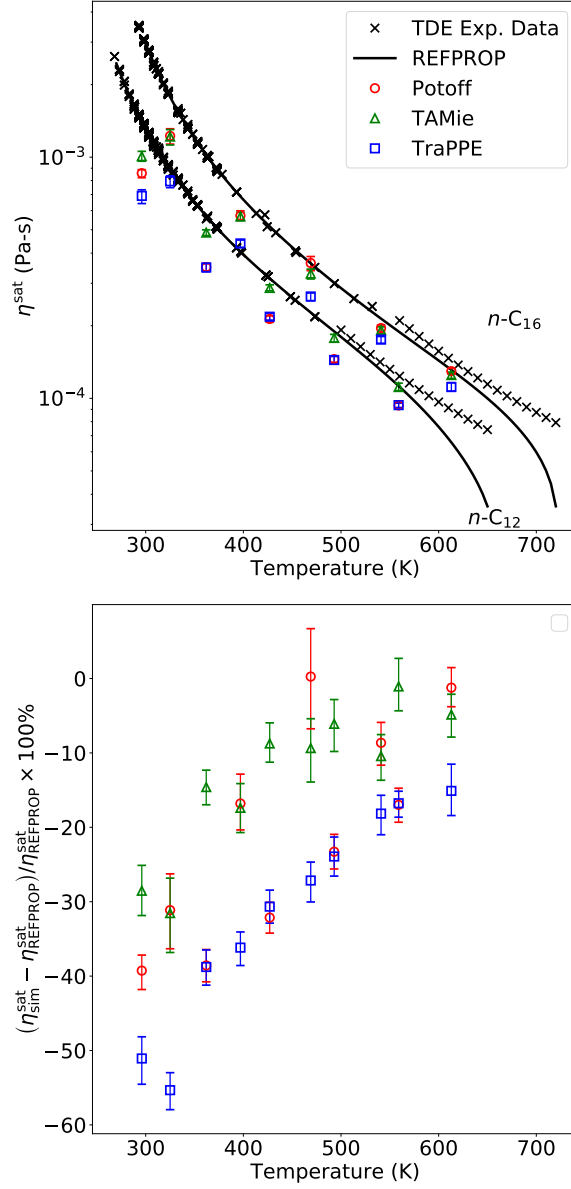 TDE Exp. Data
REFPROP
Potoff
TAMie
TraPPE
10⁻³
10⁻⁴
η^sat (Pa-s)
n-C₁₆
n-C₁₂
300 400 500 600 700
Temperature (K)
0
−10
−20
−30
−40
−50
−60
(η^sat_sim − η^sat_REFPROP)/η^sat_REFPROP × 100%
300 400 500 600 700
Temperature (K)